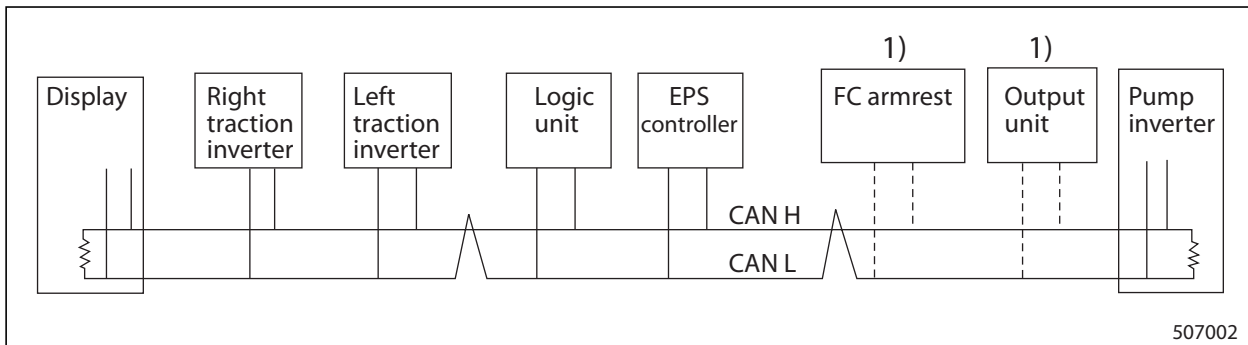 1)
1)
Display
Right
traction
inverter
Left
traction
inverter
Logic
unit
EPS
controller
FC armrest
Output
unit
Pump
inverter
CAN H
CAN L
507002